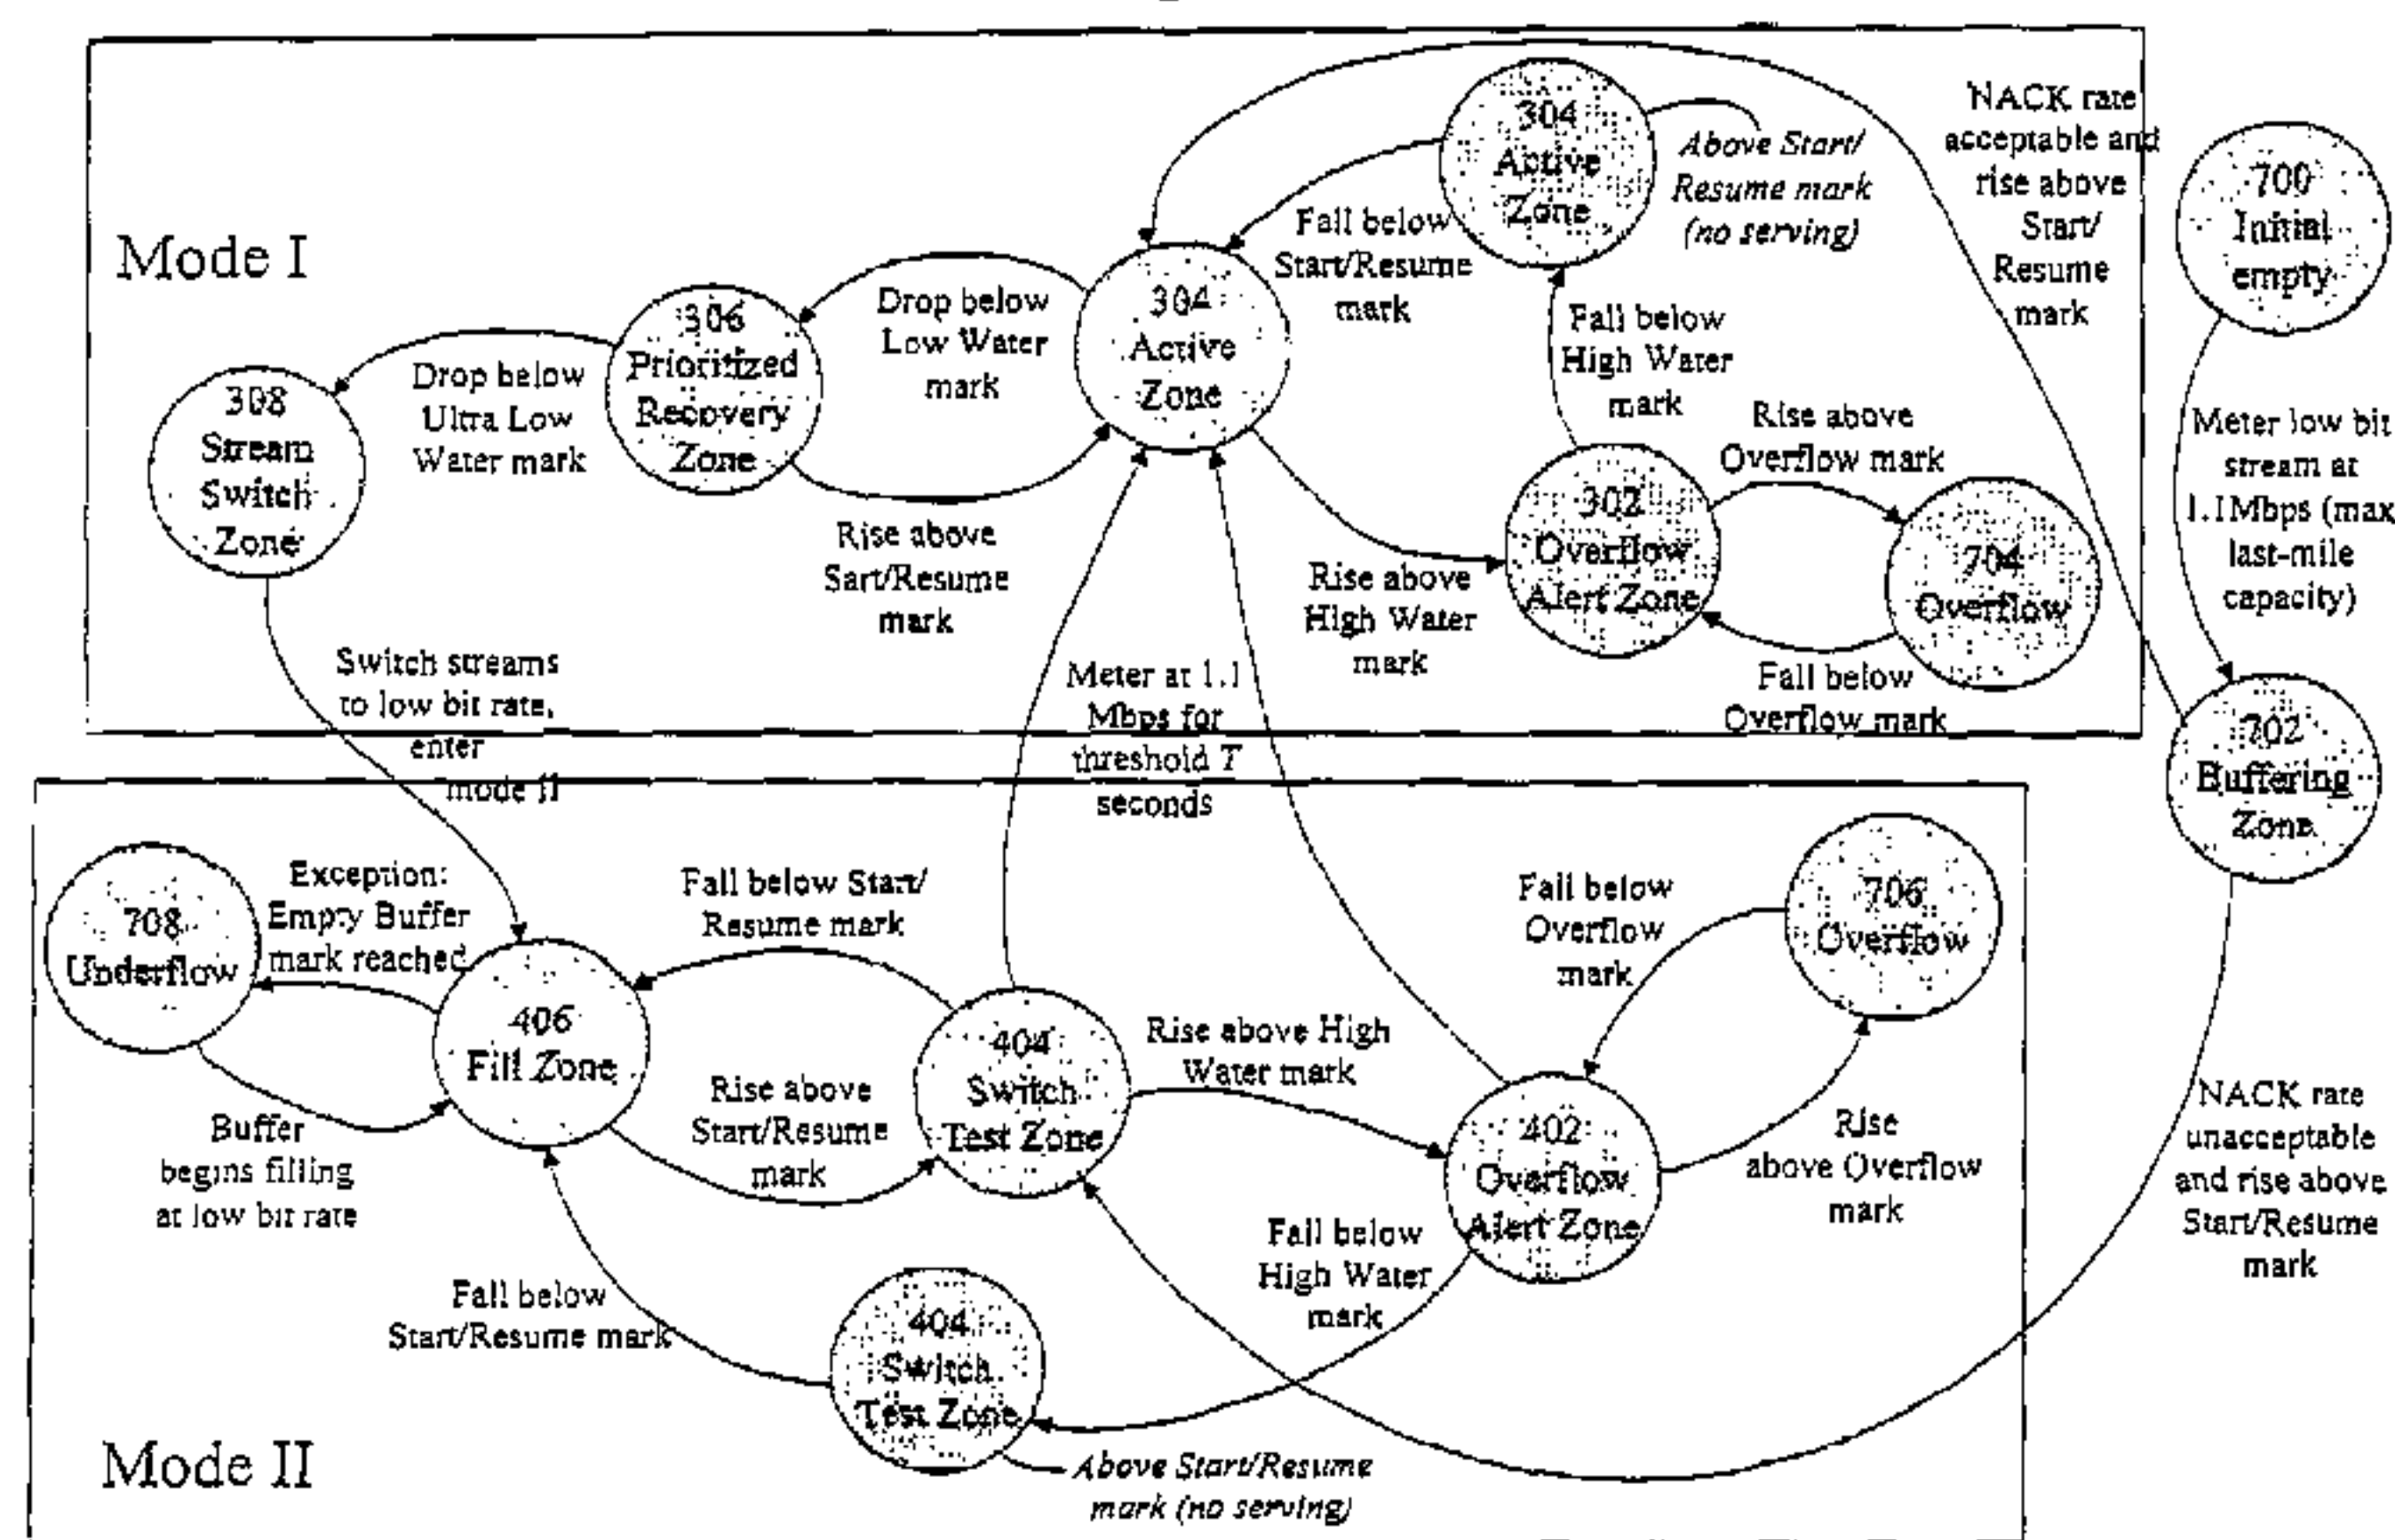 Mode I
308
Stream
Switch
Zone
Drop below
Ultra Low
Water mark
306
Prioritized
Recovery
Zone
Drop below
Low Water
mark
Rise above
Sart/Resume
mark
304
Active
Zone
Fall below
Start/Resume
mark
304
Active
Zone
Above Start/
Resume mark
(no serving)
Fall below
High Water
mark
Rise above
High Water
mark
302
Overflow
Alert Zone
Rise above
Overflow mark
704
Overflow
Fall below
Overflow mark
NACK rate
acceptable and
rise above
Start/
Resume
mark
700
Initial
empty
Meter low bit
stream at
1.1Mbps (max
last-mile
capacity)
702
Buffering
Zone
Switch streams
to low bit rate,
enter
mode II
Meter at 1.1
Mbps for
threshold T
seconds
708
Underflow
Exception:
Empty Buffer
mark reached
Buffer
begins filling
at low bit rate
406
Fill Zone
Fall below Start/
Resume mark
Rise above
Start/Resume
mark
404
Switch
Test Zone
Rise above High
Water mark
402
Overflow
Alert Zone
Fall below
Overflow
mark
706
Overflow
Rise
above Overflow
mark
Fall below
High Water
mark
Fall below
Start/Resume mark
404
Switch
Test Zone
Above Start/Resume
mark (no serving)
NACK rate
unacceptable
and rise above
Start/Resume
mark
Mode II